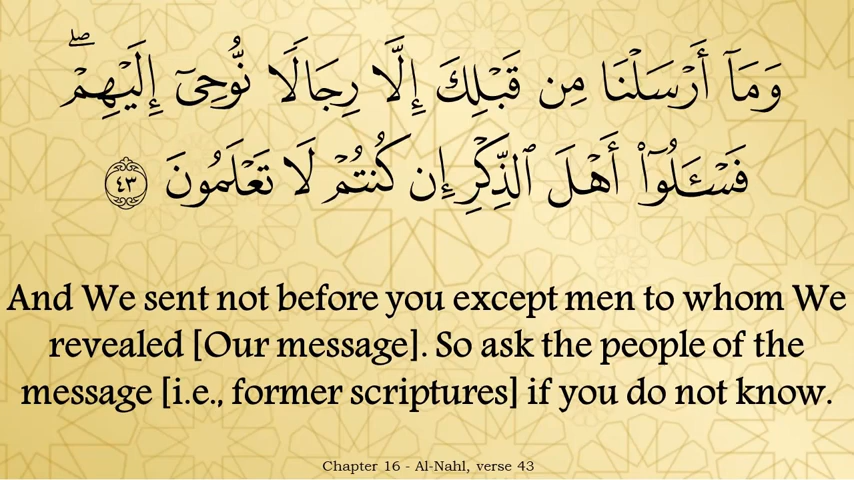 وَمَآ أَرْسَلْنَا مِن قَبْلِكَ إِلَّا رِجَالًا نُّوحِىٓ إِلَيْهِمْ ۖ
فَسْـَٔلُوٓا۟ أَهْلَ ٱلذِّكْرِ إِن كُنتُمْ لَا تَعْلَمُونَ ٤٣
And We sent not before you except men to whom We
revealed [Our message]. So ask the people of the
message [i.e., former scriptures] if you do not know.
Chapter 16 - Al-Nahl, verse 43